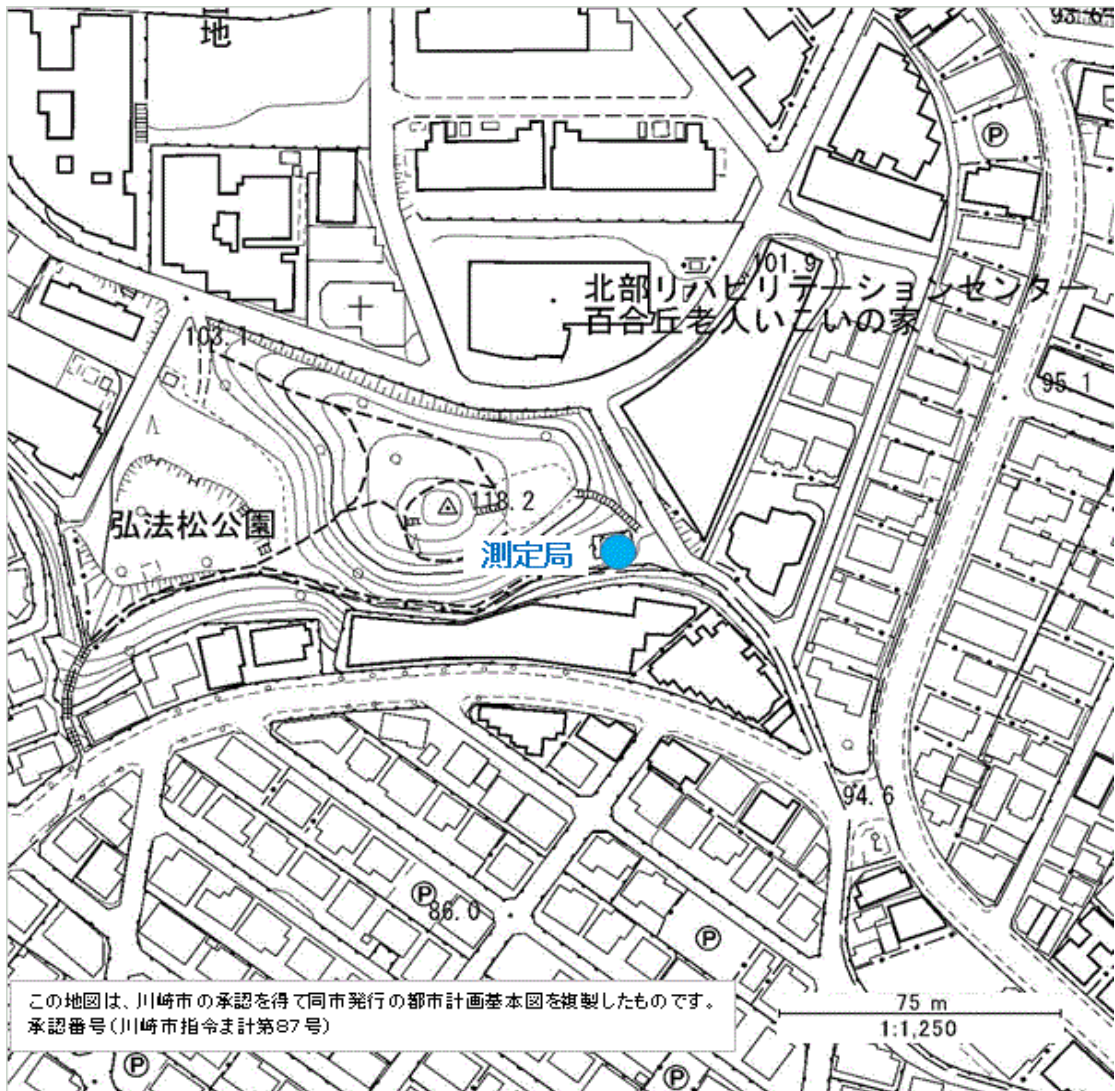 93.6
地
P
101.9
北部リハビリテーションセンター
百合丘老人いこいの家
103.1
95.1
118.2
弘法松公園
測定局
94.6
P
86.0
P
この地図は、川崎市の承認を得て同市発行の都市計画基本図を複製したものです。
承認番号(川崎市指令ま計第87号)
75 m
1:1,250
P
P